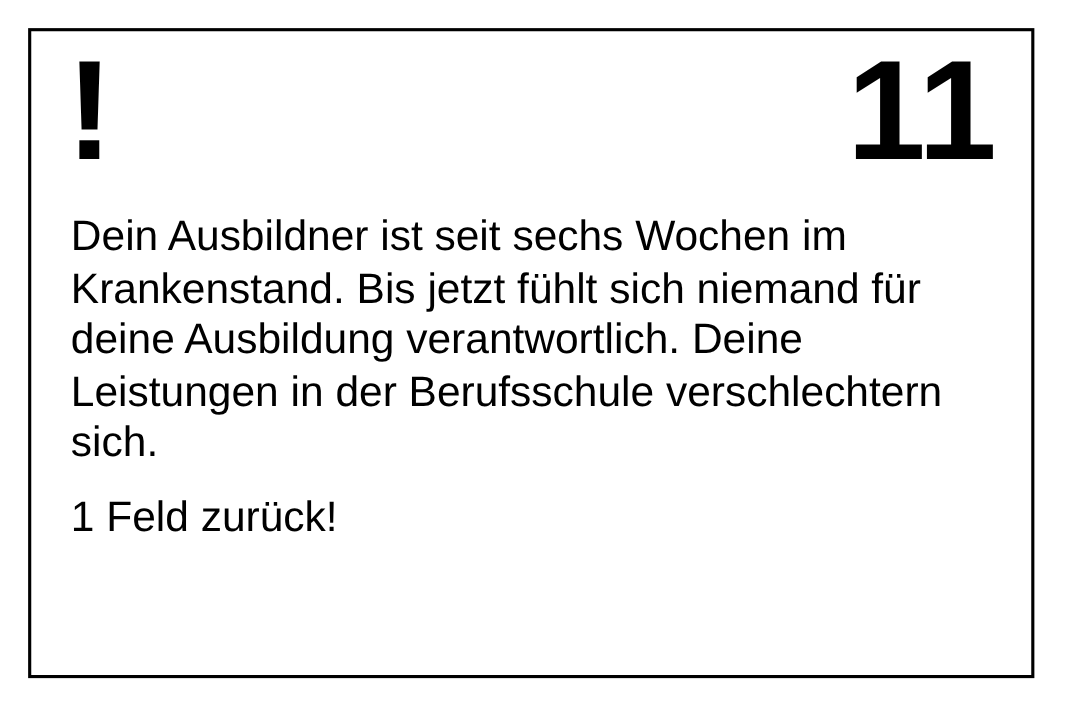 ! 11
Dein Ausbildner ist seit sechs Wochen im
Krankenstand. Bis jetzt fühlt sich niemand für
deine Ausbildung verantwortlich. Deine
Leistungen in der Berufsschule verschlechtern
sich.
1 Feld zurück!